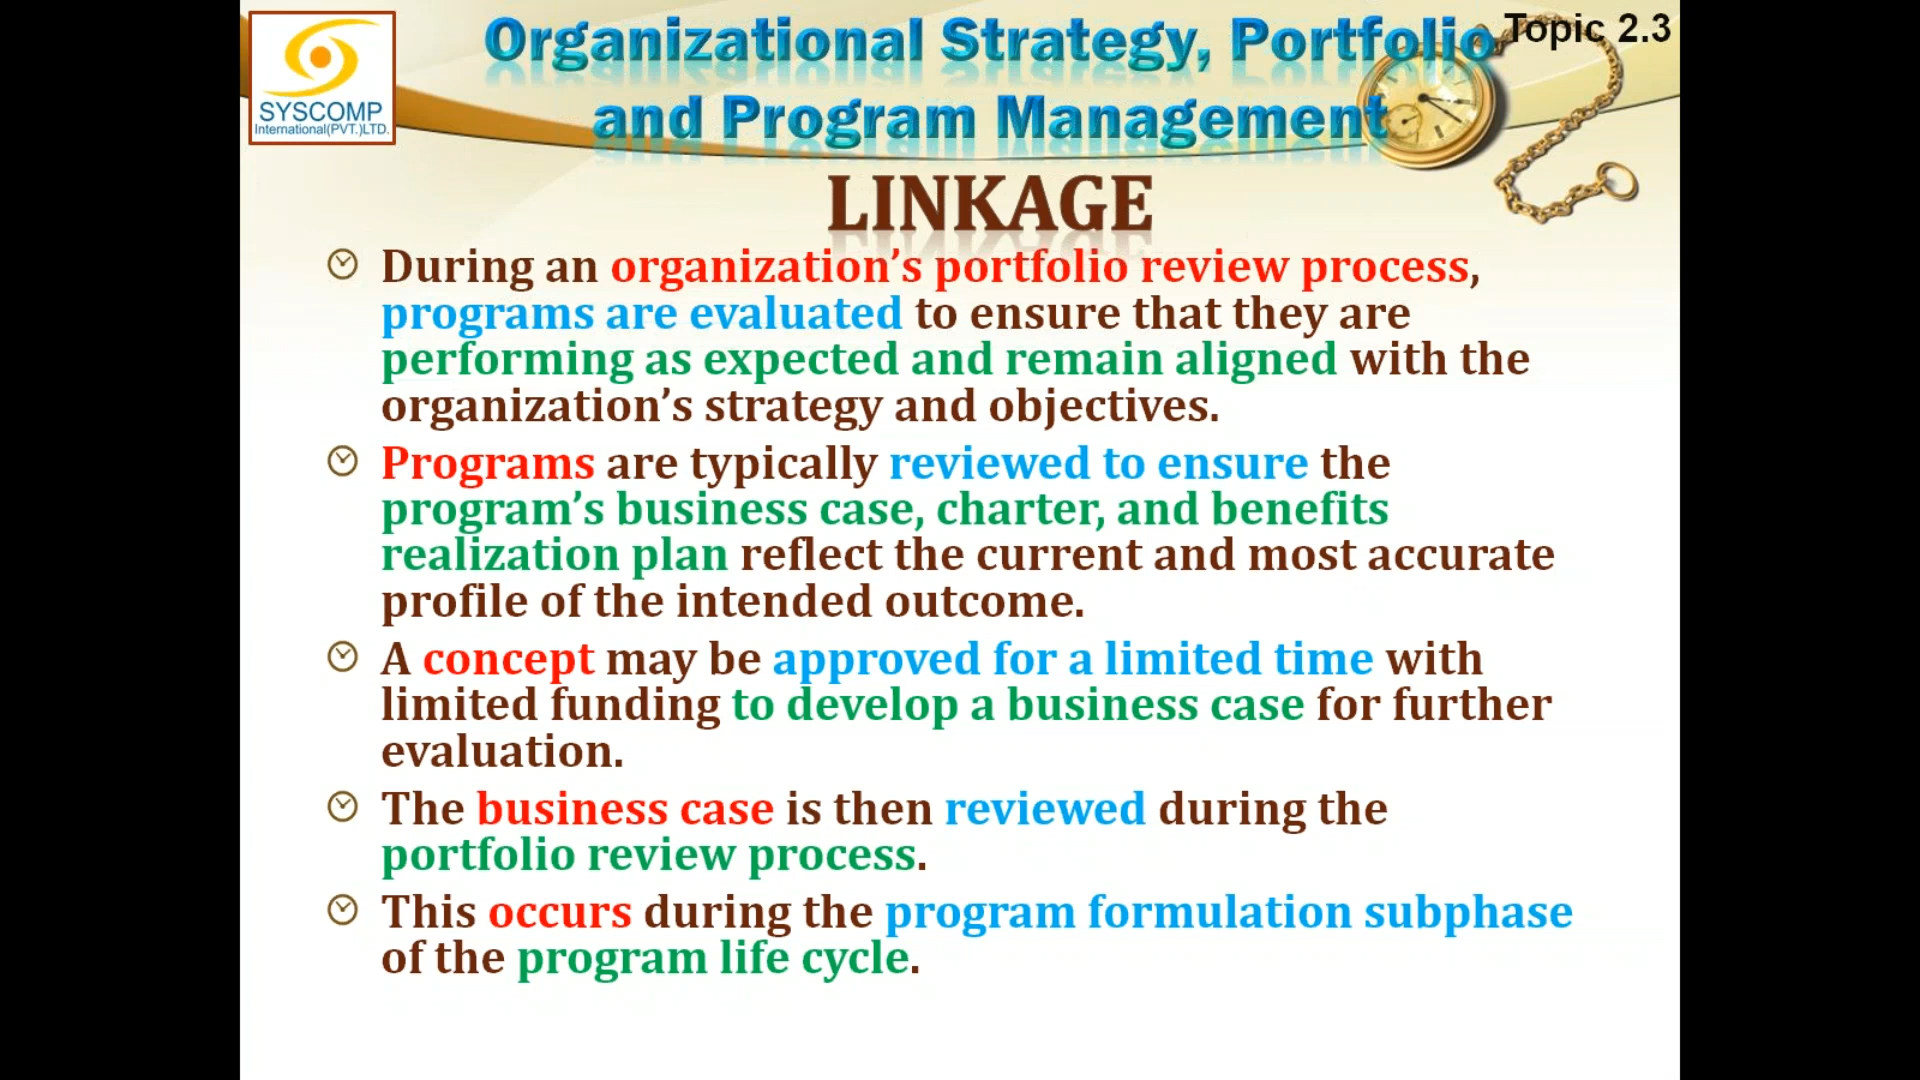 SYSCOMP
International(PVT.)LTD.
Organizational Strategy, Portfolio
and Program Management
Topic 2.3
LINKAGE
During an organization’s portfolio review process,
programs are evaluated to ensure that they are
performing as expected and remain aligned with the
organization’s strategy and objectives.
Programs are typically reviewed to ensure the
program’s business case, charter, and benefits
realization plan reflect the current and most accurate
profile of the intended outcome.
A concept may be approved for a limited time with
limited funding to develop a business case for further
evaluation.
The business case is then reviewed during the
portfolio review process.
This occurs during the program formulation subphase
of the program life cycle.